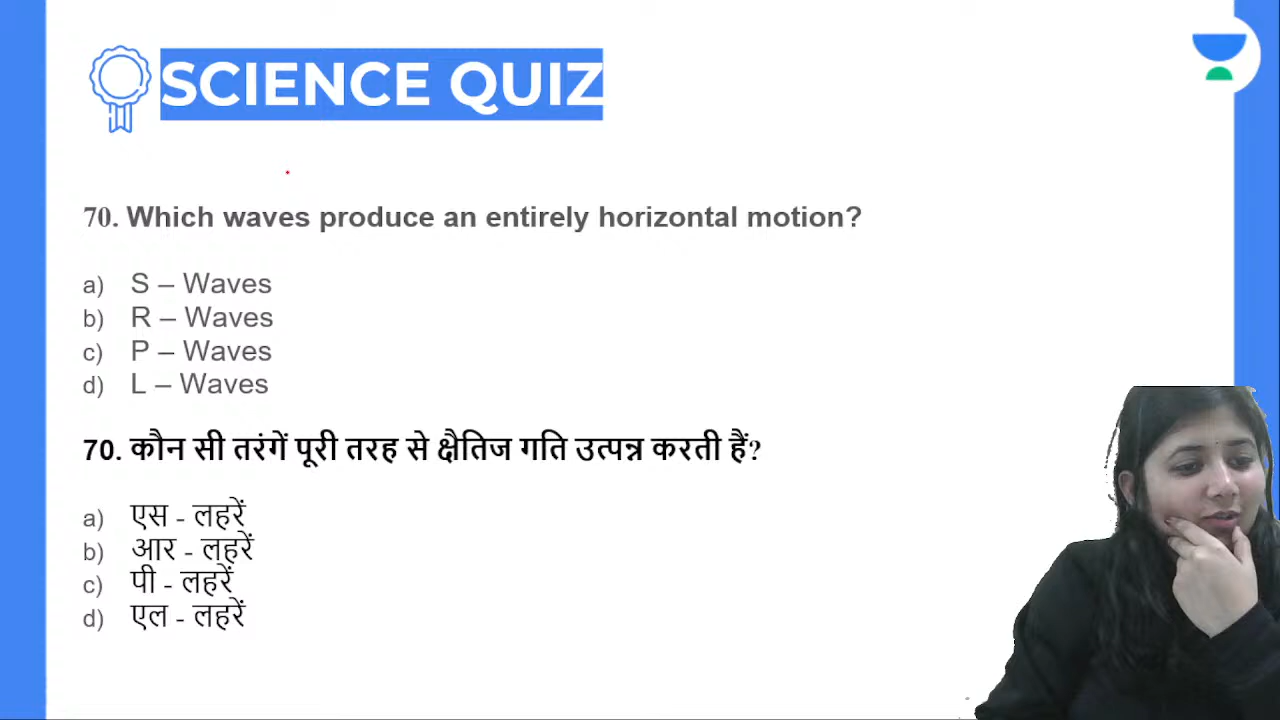 SCIENCE QUIZ
70. Which waves produce an entirely horizontal motion?
a) S – Waves
b) R – Waves
c) P – Waves
d) L – Waves
70. कौन सी तरंगें पूरी तरह से क्षैतिज गति उत्पन्न करती हैं?
a) एस - लहरें
b) आर - लहरें
c) पी - लहरें
d) एल - लहरें